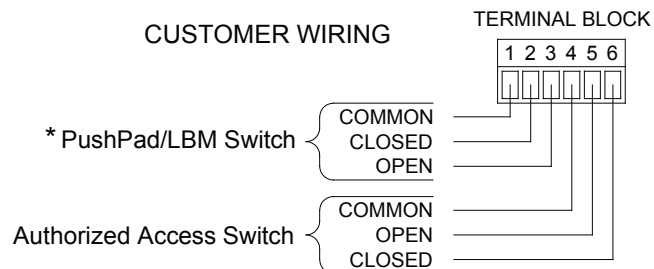 CUSTOMER WIRING
TERMINAL BLOCK
1 2 3 4 5 6
* PushPad/LBM Switch
COMMON
CLOSED
OPEN
Authorized Access Switch
COMMON
OPEN
CLOSED